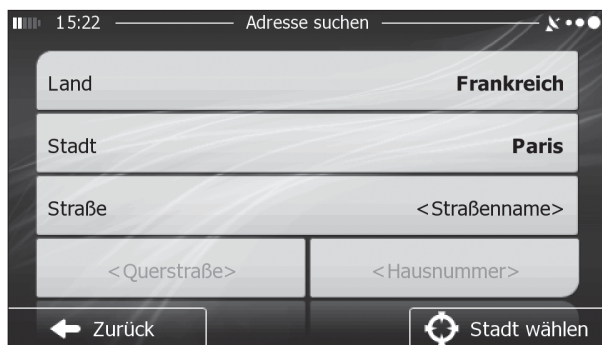 15:22 Adresse suchen
Land Frankreich
Stadt Paris
Straße <Straßenname>
<Querstraße> <Hausnummer>
Zurück Stadt wählen